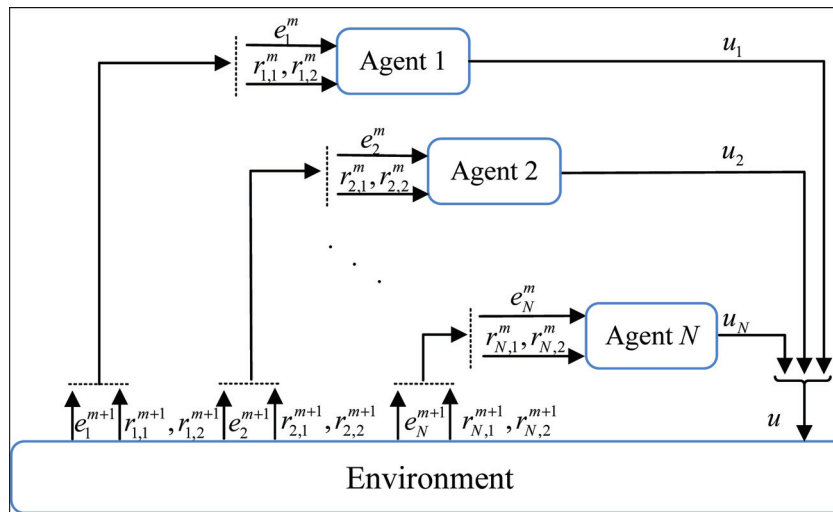 e_1^m
r_{1,1}^m, r_{1,2}^m
Agent 1
u_1
e_2^m
r_{2,1}^m, r_{2,2}^m
Agent 2
u_2
. . .
e_N^m
r_{N,1}^m, r_{N,2}^m
Agent N
u_N
e_1^{m+1} r_{1,1}^{m+1}, r_{1,2}^{m+1} e_2^{m+1} r_{2,1}^{m+1}, r_{2,2}^{m+1} e_N^{m+1} r_{N,1}^{m+1}, r_{N,2}^{m+1} u
Environment